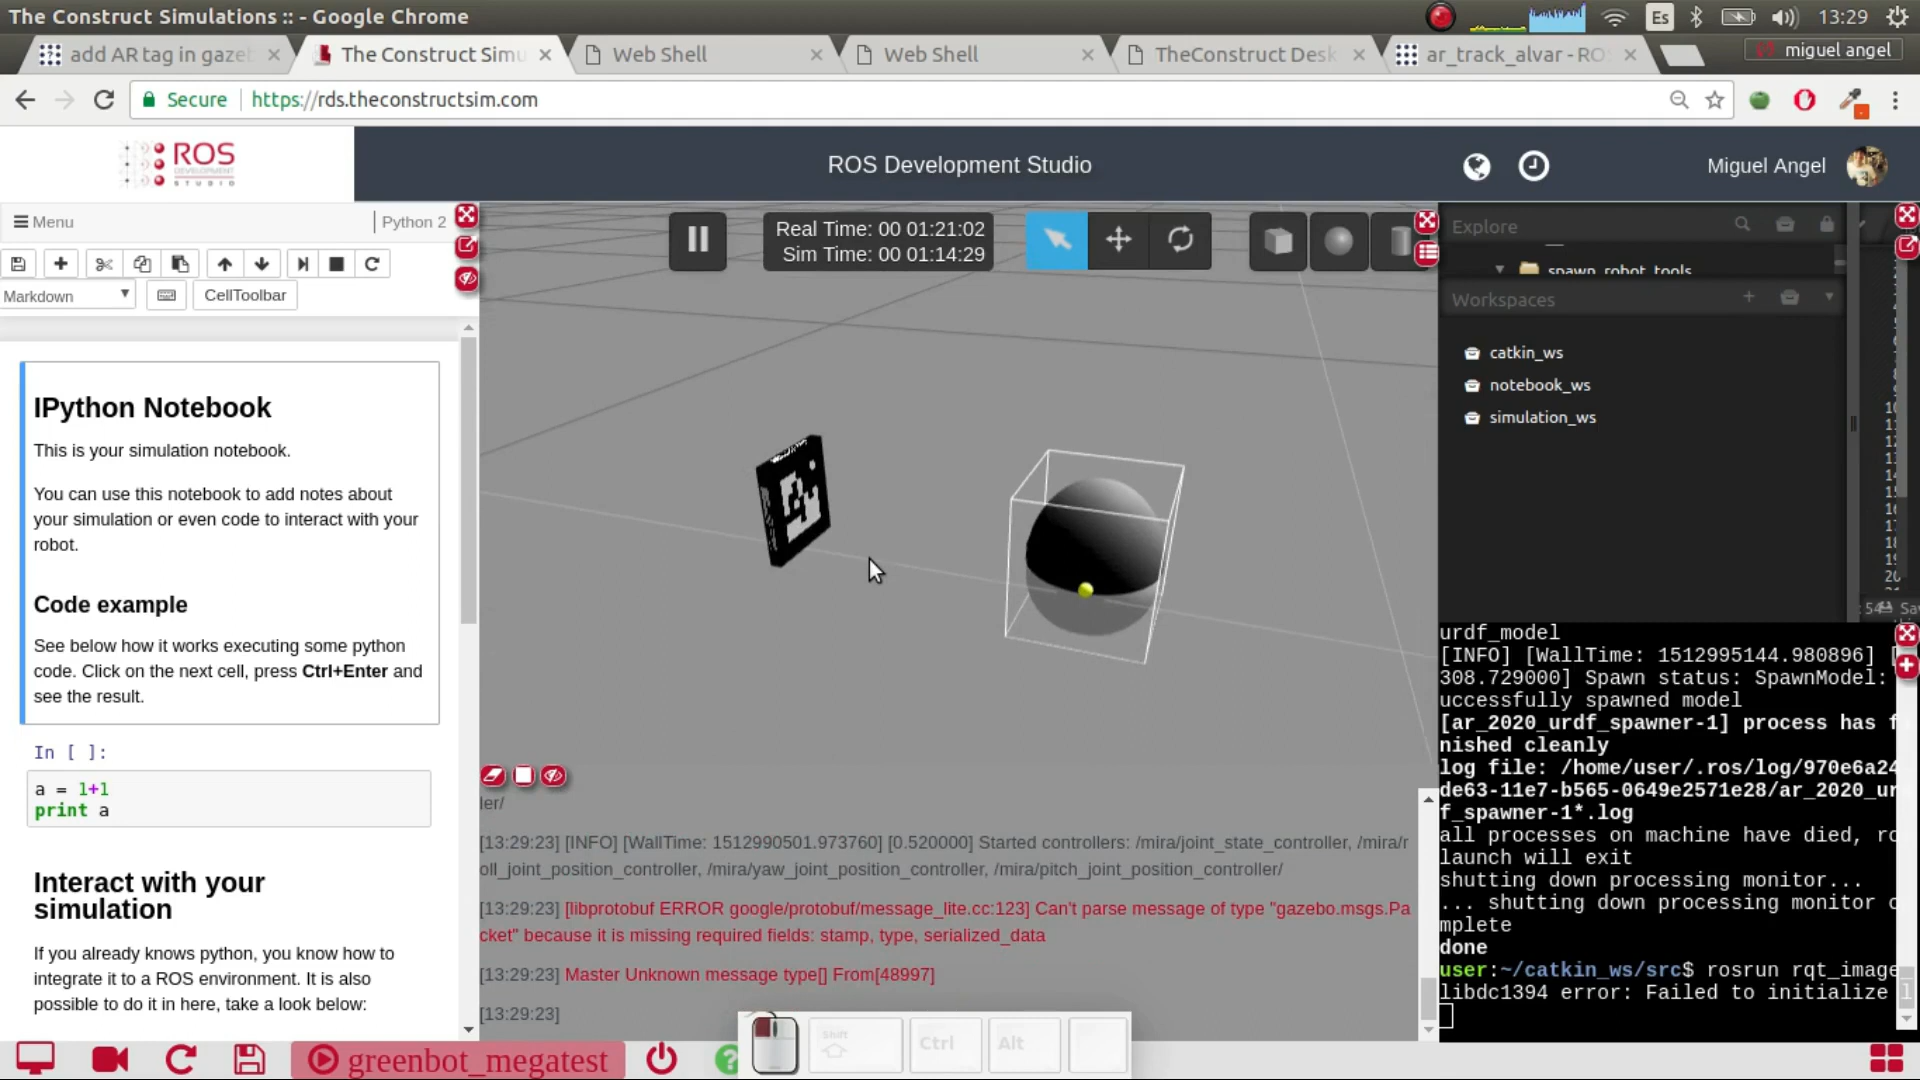 The Construct Simulations :: - Google Chrome
Es
13:29
add AR tag in gazeb
The Construct Simu
Web Shell
Web Shell
TheConstruct Desk
ar_track_alvar - ROS
miguel angel
Secure
https://rds.theconstructsim.com
ROS
DEVELOPMENT
STUDIO
ROS Development Studio
Miguel Angel
Menu
Python 2
Markdown
CellToolbar
IPython Notebook
This is your simulation notebook.
You can use this notebook to add notes about
your simulation or even code to interact with your
robot.
Code example
See below how it works executing some python
code. Click on the next cell, press Ctrl+Enter and
see the result.
In [ ]:
a = 1+1
print a
Interact with your
simulation
If you already knows python, you know how to
integrate it to a ROS environment. It is also
possible to do it in here, take a look below:
Real Time: 00 01:21:02
Sim Time: 00 01:14:29
ler/
[13:29:23] [INFO] [WallTime: 1512990501.973760] [0.520000] Started controllers: /mira/joint_state_controller, /mira/r
oll_joint_position_controller, /mira/yaw_joint_position_controller, /mira/pitch_joint_position_controller/
[13:29:23] [libprotobuf ERROR google/protobuf/message_lite.cc:123] Can't parse message of type "gazebo.msgs.Pa
cket" because it is missing required fields: stamp, type, serialized_data
[13:29:23] Master Unknown message type[] From[48997]
[13:29:23]
Explore
spawn_robot_tools
Workspaces
catkin_ws
notebook_ws
simulation_ws
urdf_model
[INFO] [WallTime: 1512995144.980896] [
308.729000] Spawn status: SpawnModel:
uccessfully spawned model
[ar_2020_urdf_spawner-1] process has f
nished cleanly
log file: /home/user/.ros/log/970e6a24
de63-11e7-b565-0649e2571e28/ar_2020_ur
f_spawner-1*.log
all processes on machine have died, ro
launch will exit
shutting down processing monitor...
... shutting down processing monitor c
mplete
done
user:~/catkin_ws/src$ rosrun rqt_image
libdc1394 error: Failed to initialize l
greenbot_megatest
Shift
Ctrl
Alt